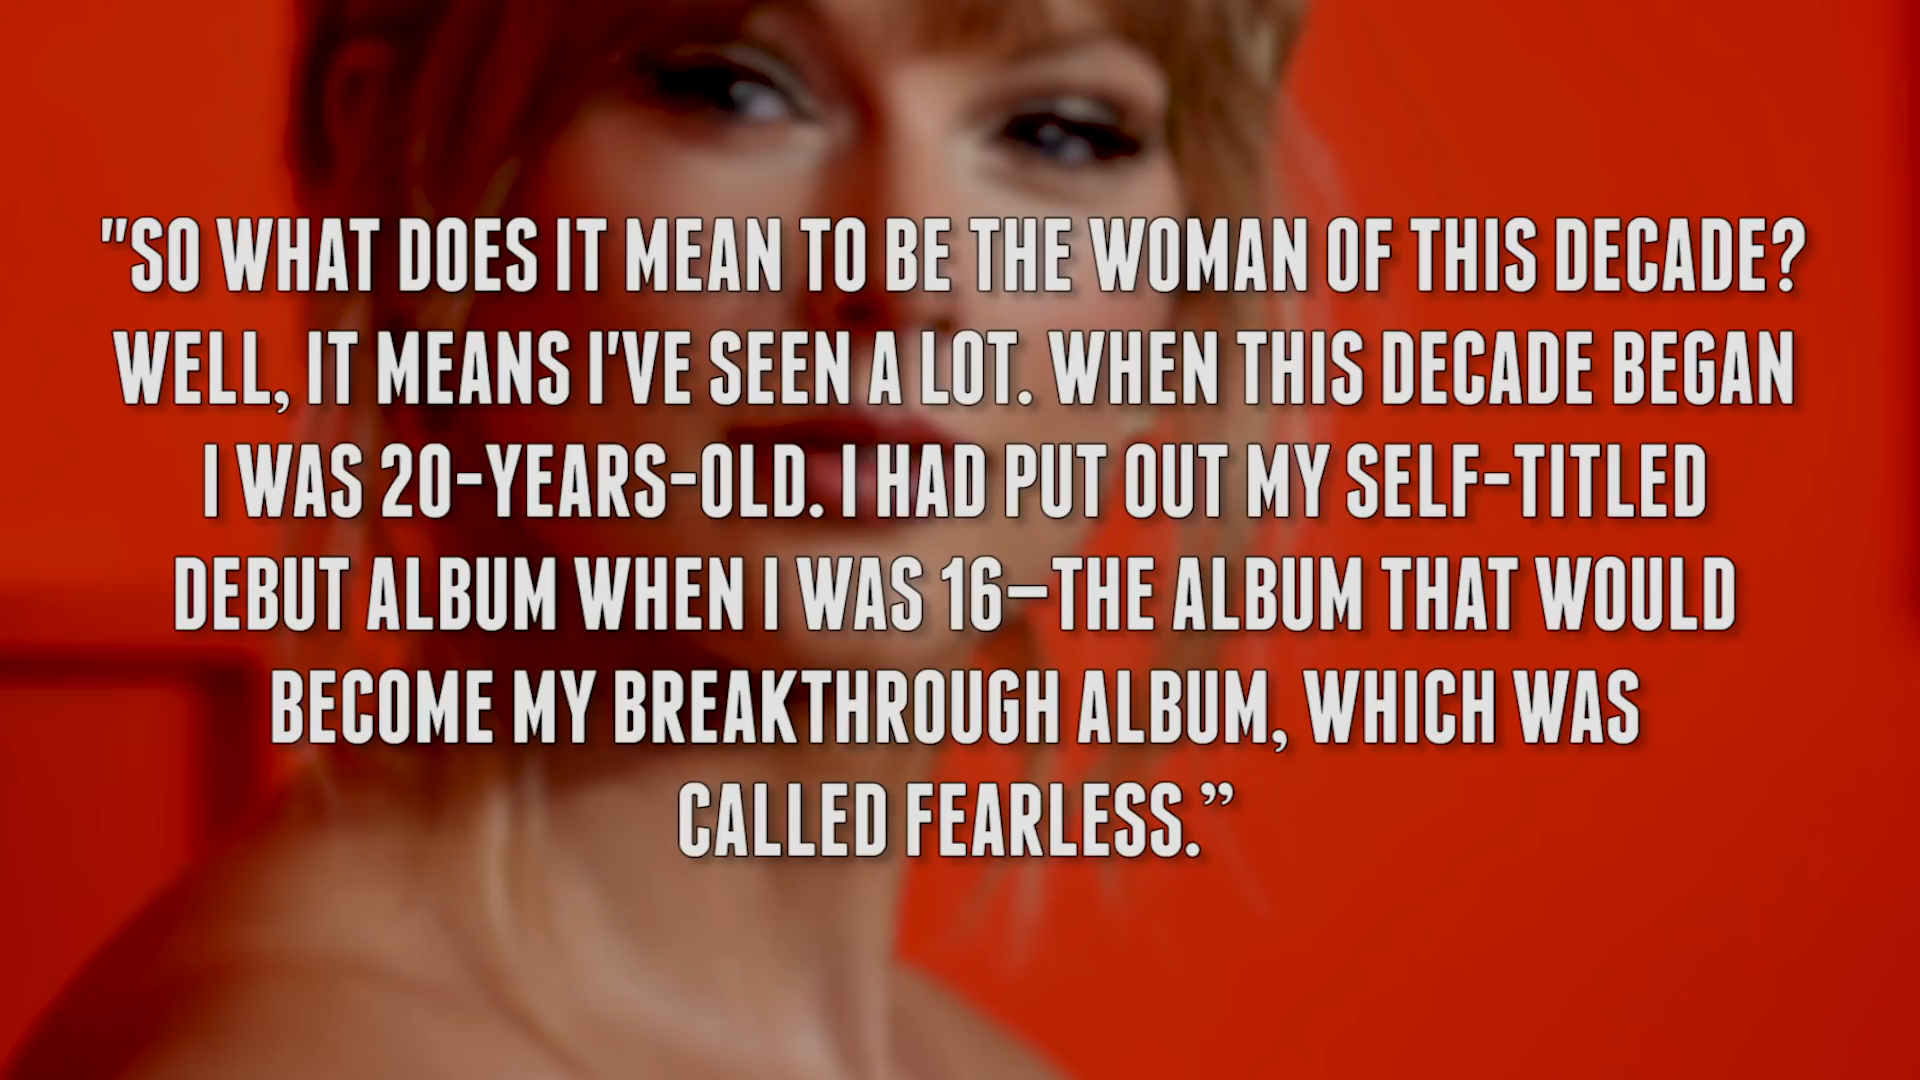 "SO WHAT DOES IT MEAN TO BE THE WOMAN OF THIS DECADE?
WELL, IT MEANS I'VE SEEN A LOT. WHEN THIS DECADE BEGAN
I WAS 20-YEARS-OLD. I HAD PUT OUT MY SELF-TITLED
DEBUT ALBUM WHEN I WAS 16–THE ALBUM THAT WOULD
BECOME MY BREAKTHROUGH ALBUM, WHICH WAS
CALLED FEARLESS.”